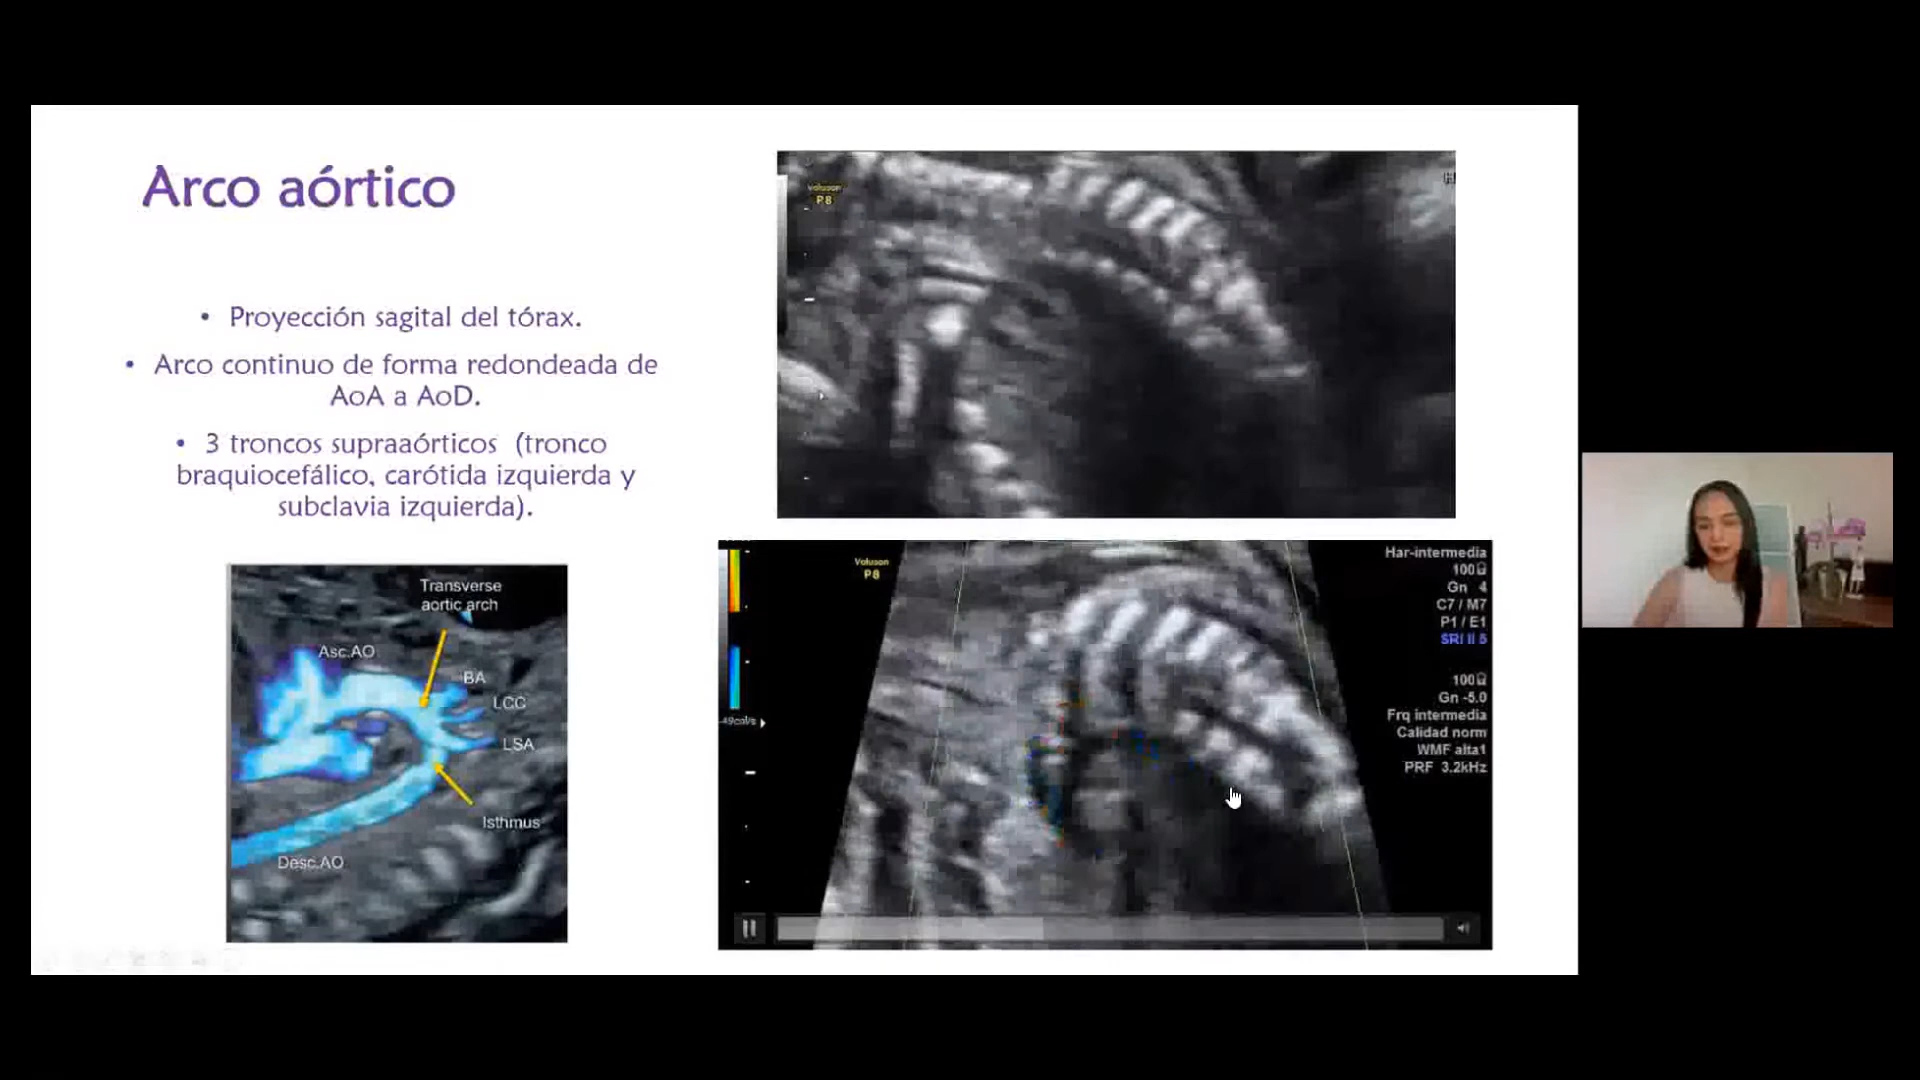 Arco aórtico
• Proyección sagital del tórax.
• Arco continuo de forma redondeada de
AoA a AoD.
• 3 troncos supraaórticos (tronco
braquiocefálico, carótida izquierda y
subclavia izquierda).
Transverse
aortic arch
Asc.AO
BA
LCC
LSA
Isthmus
Desc.AO
Voluson
P8
H
Voluson
P8
Har-intermedia
100
Gn 4
C7 / M7
P1 / E1
SRI II 5
100
Gn -5.0
Frq intermedia
Calidad norm
WMF alta1
PRF 3.2kHz
-49cm/s